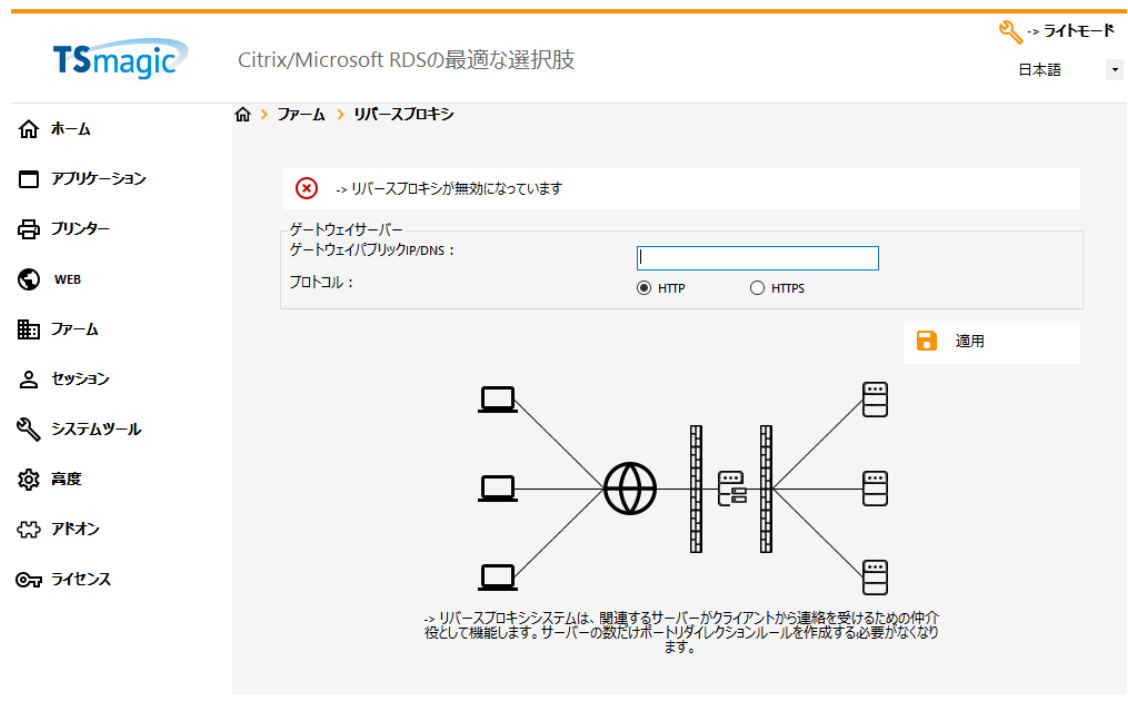 -> ライトモード
TSmagic
Citrix/Microsoft RDSの最適な選択肢
日本語
ホーム
アプリケーション
プリンター
WEB
ファーム
セッション
システムツール
高度
アドオン
ライセンス
ファーム > リバースプロキシ
-> リバースプロキシが無効になっています
ゲートウェイサーバー
ゲートウェイパブリックIP/DNS：
プロトコル：
HTTP
HTTPS
適用
-> リバースプロキシシステムは、関連するサーバーがクライアントから連絡を受けるための仲介
役として機能します。サーバーの数だけポートリダイレクションルールを作成する必要がなくなり
ます。